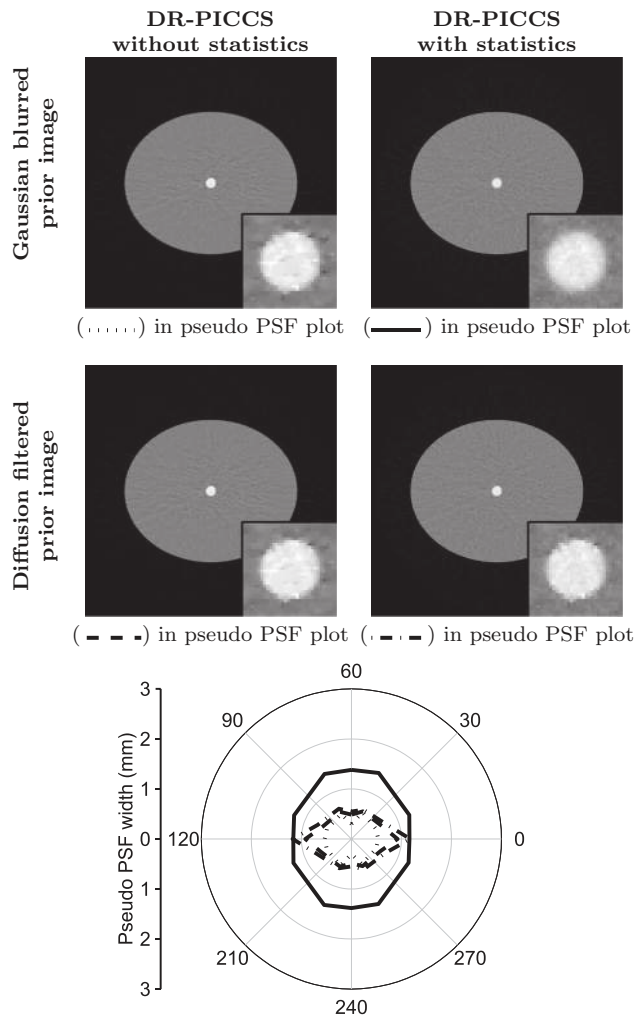 DR-PICCS without statistics
DR-PICCS with statistics
Gaussian blurred prior image
(......) in pseudo PSF plot
(——) in pseudo PSF plot
Diffusion filtered prior image
(- - -) in pseudo PSF plot
(· – · –) in pseudo PSF plot
Pseudo PSF width (mm)
3
2
1
0
1
2
3
60
90
30
120
0
210
270
240